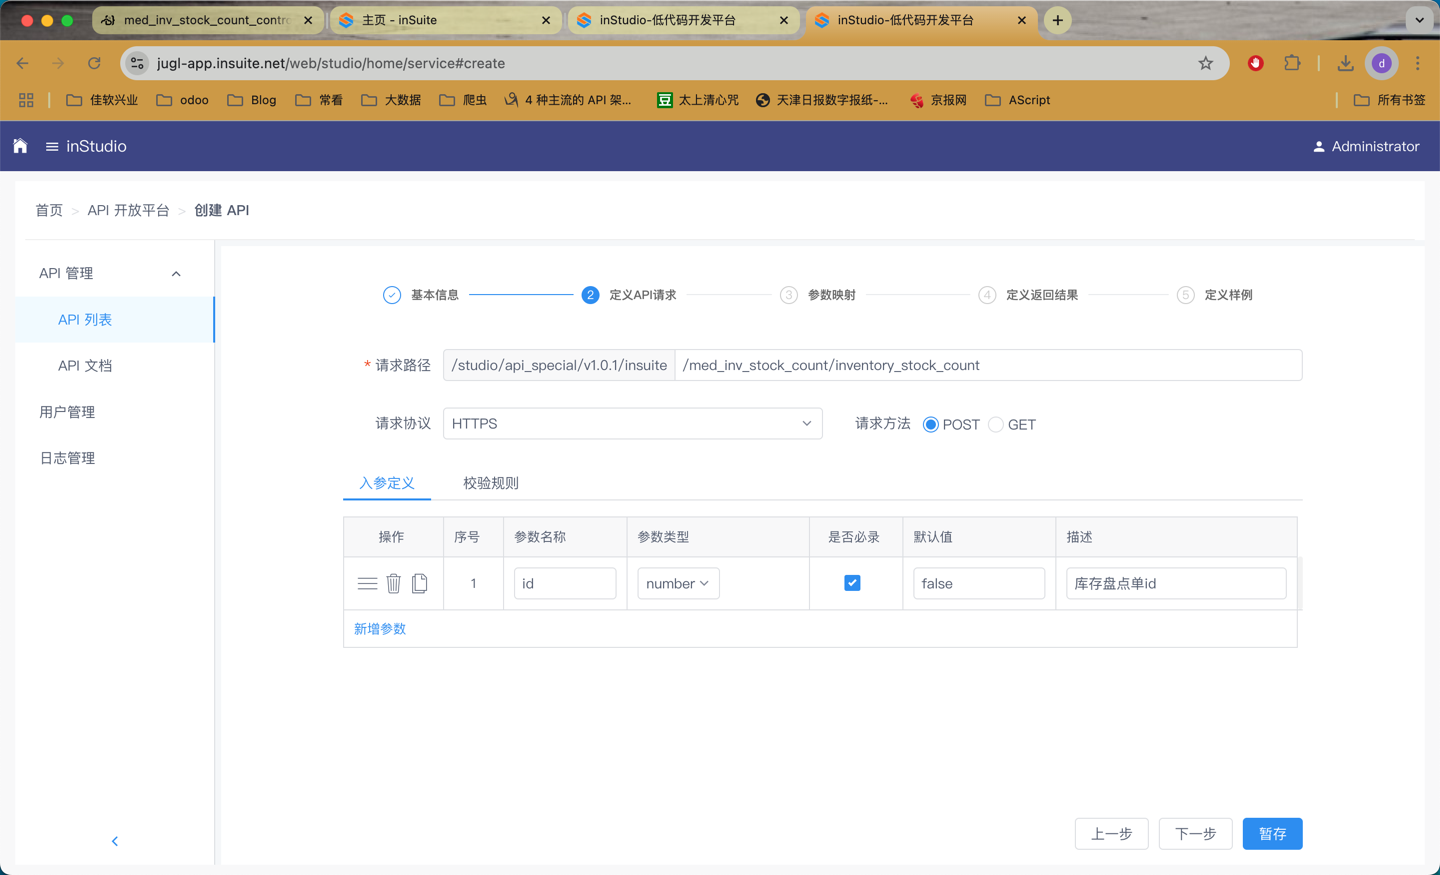 med_inv_stock_count_contro
主页 - inSuite
inStudio-低代码开发平台
inStudio-低代码开发平台
jugl-app.insuite.net/web/studio/home/service#create
d
佳软兴业
odoo
Blog
常看
大数据
爬虫
4 种主流的 API 架...
豆
太上清心咒
天津日报数字报纸-...
京报网
AScript
所有书签
inStudio
Administrator
首页 > API 开放平台 > 创建 API
API 管理
API 列表
API 文档
用户管理
日志管理
基本信息
2 定义API请求
3 参数映射
4 定义返回结果
5 定义样例
* 请求路径 /studio/api_special/v1.0.1/insuite /med_inv_stock_count/inventory_stock_count
请求协议 HTTPS 请求方法 POST GET
入参定义 校验规则
操作 序号 参数名称 参数类型 是否必录 默认值 描述
1 id number false 库存盘点单id
新增参数
上一步 下一步 暂存